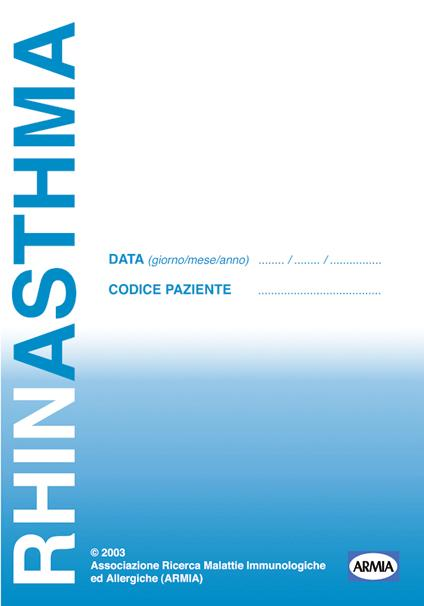 RHINASTHMA
DATA (giorno/mese/anno) ........ / ........ / ................
CODICE PAZIENTE ......................................
© 2003
Associazione Ricerca Malattie Immunologiche
ed Allergiche (ARMIA)
ARMIA